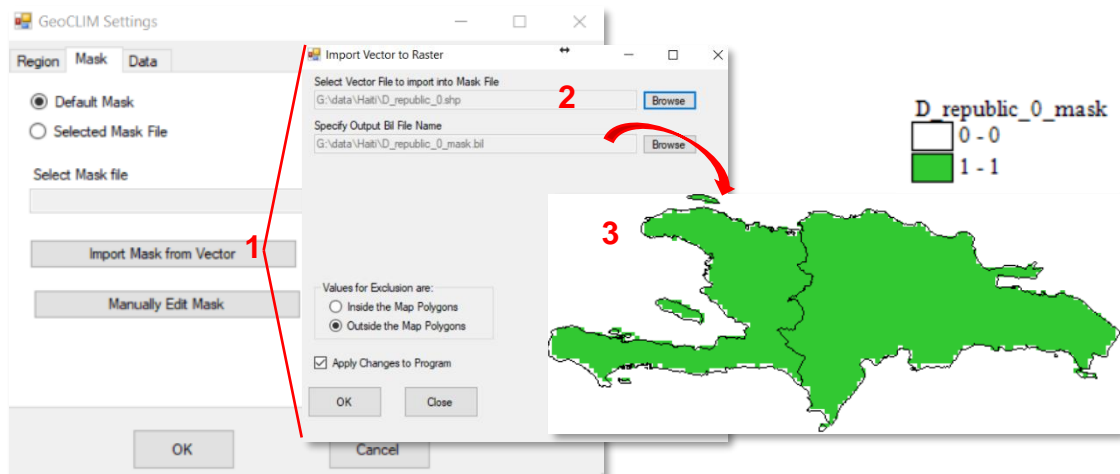 GeoCLIM Settings
Region Mask Data
Default Mask
Selected Mask File
Select Mask file
Import Mask from Vector
Manually Edit Mask
OK
Cancel
1
Import Vector to Raster
Select Vector File to import into Mask File
G:\data\Haiti\D_republic_0.shp
2
Browse
Specify Output Bil File Name
G:\data\Haiti\D_republic_0_mask.bil
Browse
Values for Exclusion are:
Inside the Map Polygons
Outside the Map Polygons
Apply Changes to Program
OK
Close
3
D_republic_0_mask
0 - 0
1 - 1